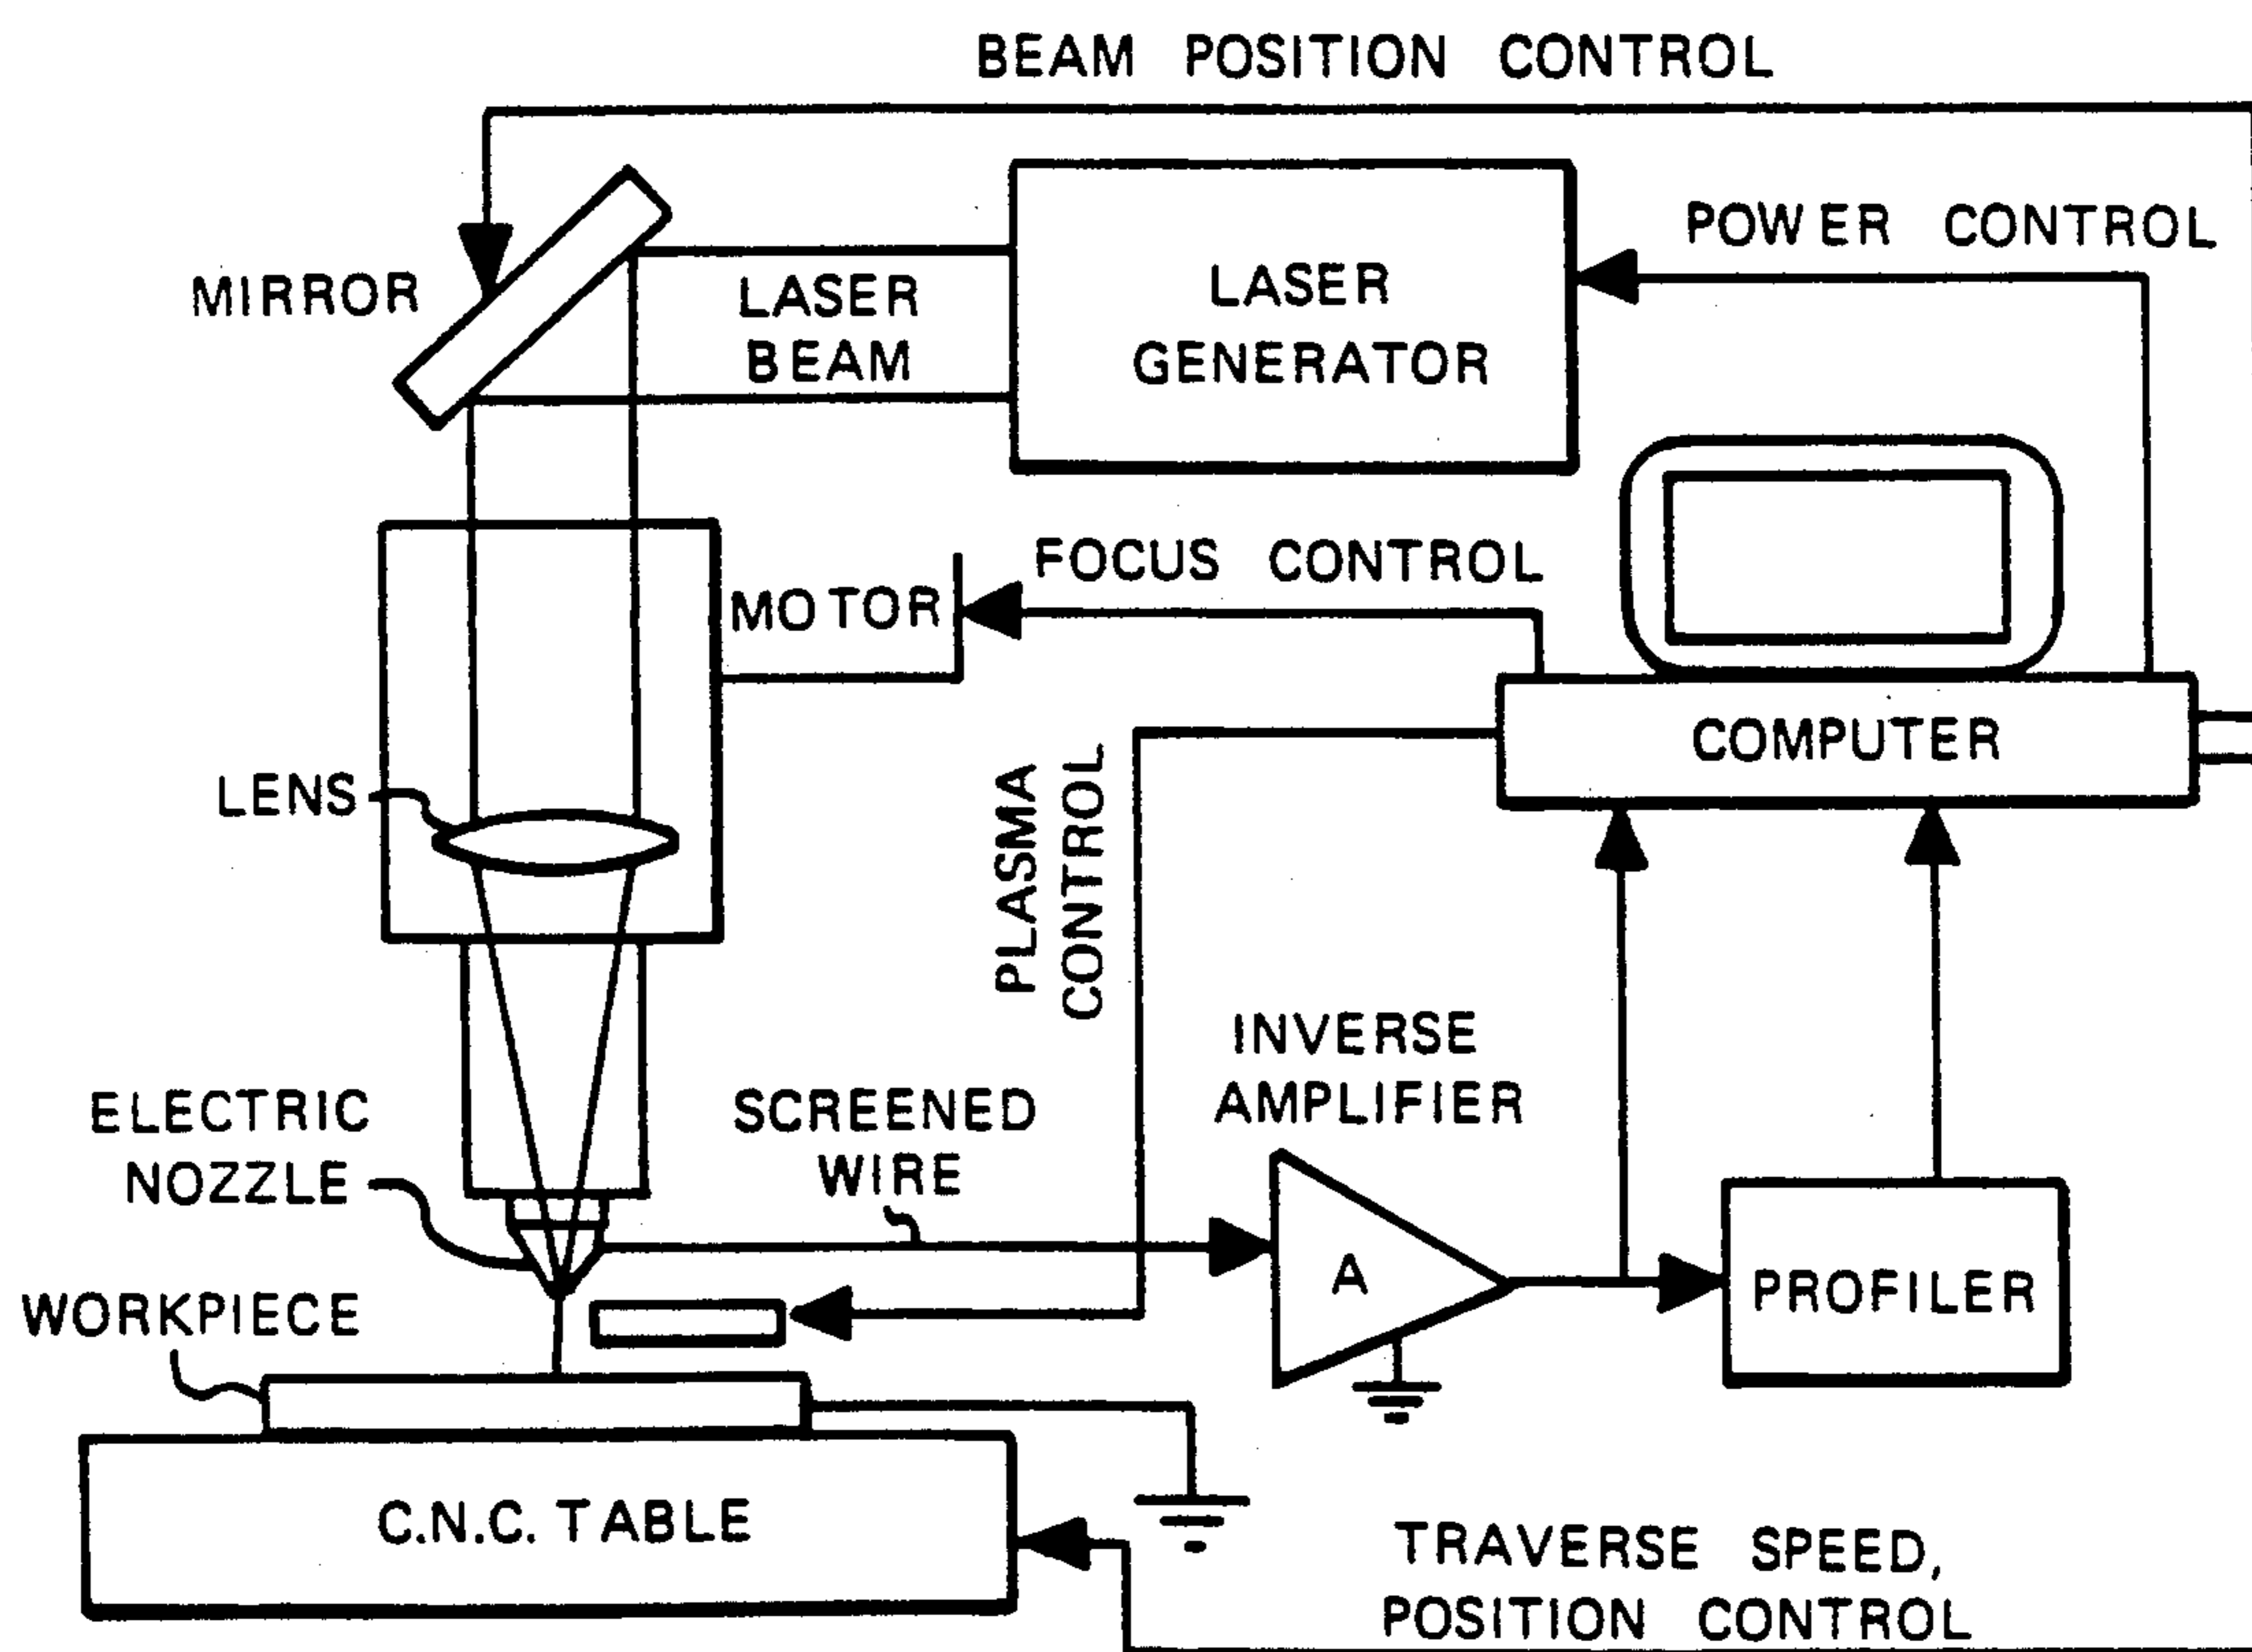 BEAM POSITION CONTROL
POWER CONTROL
MIRROR
LASER
BEAM
LASER
GENERATOR
FOCUS CONTROL
MOTOR
COMPUTER
LENS
PLASMA
CONTROL
INVERSE
AMPLIFIER
ELECTRIC
NOZZLE
SCREENED
WIRE
A
PROFILER
WORKPIECE
C.N.C. TABLE
TRAVERSE SPEED,
POSITION CONTROL